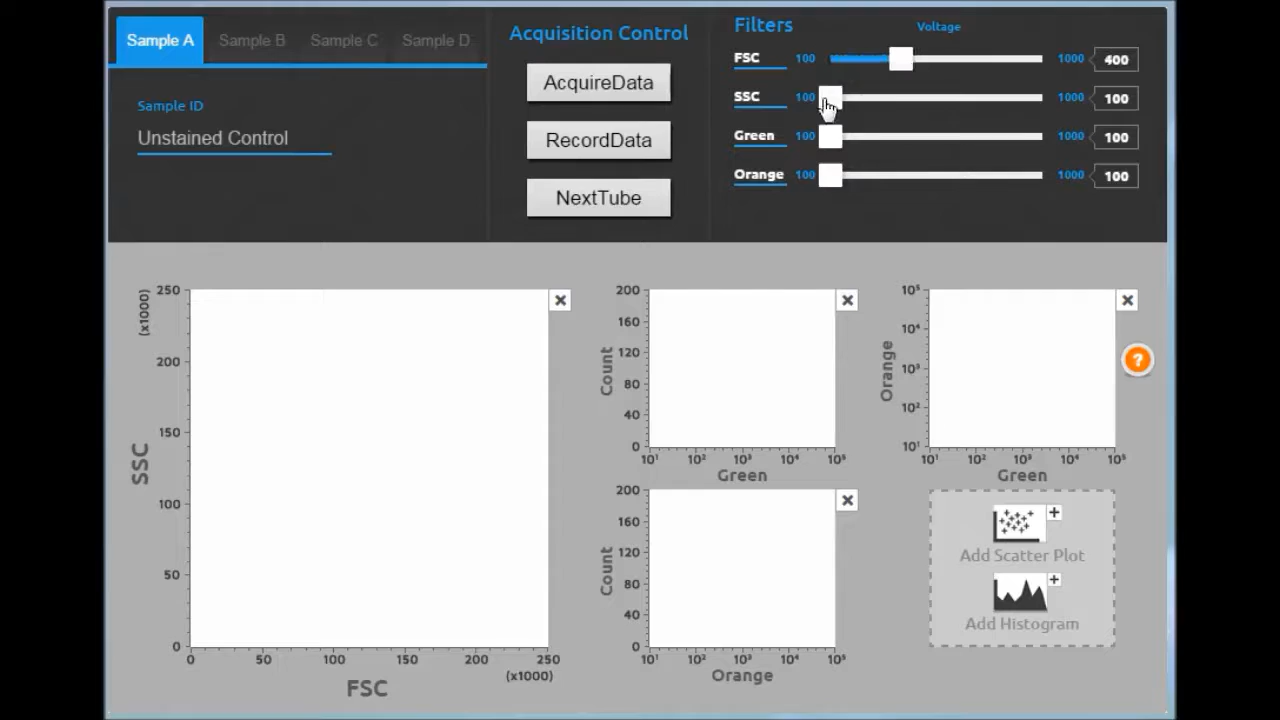 Sample A
Sample B
Sample C
Sample D
Sample ID
Unstained Control
Acquisition Control
AcquireData
RecordData
NextTube
Filters
Voltage
FSC 100 1000 400
SSC 100 1000 100
Green 100 1000 100
Orange 100 1000 100
250
200
150
100
50
0
(x1000)
SSC
0 50 100 150 200 250
(x1000)
FSC
200
160
120
80
40
0
Count
10¹ 10² 10³ 10⁴ 10⁵
Green
10⁵
10⁴
10³
10²
10¹
Orange
10¹ 10² 10³ 10⁴ 10⁵
Green
?
200
160
120
80
40
0
Count
10¹ 10² 10³ 10⁴ 10⁵
Orange
Add Scatter Plot
Add Histogram